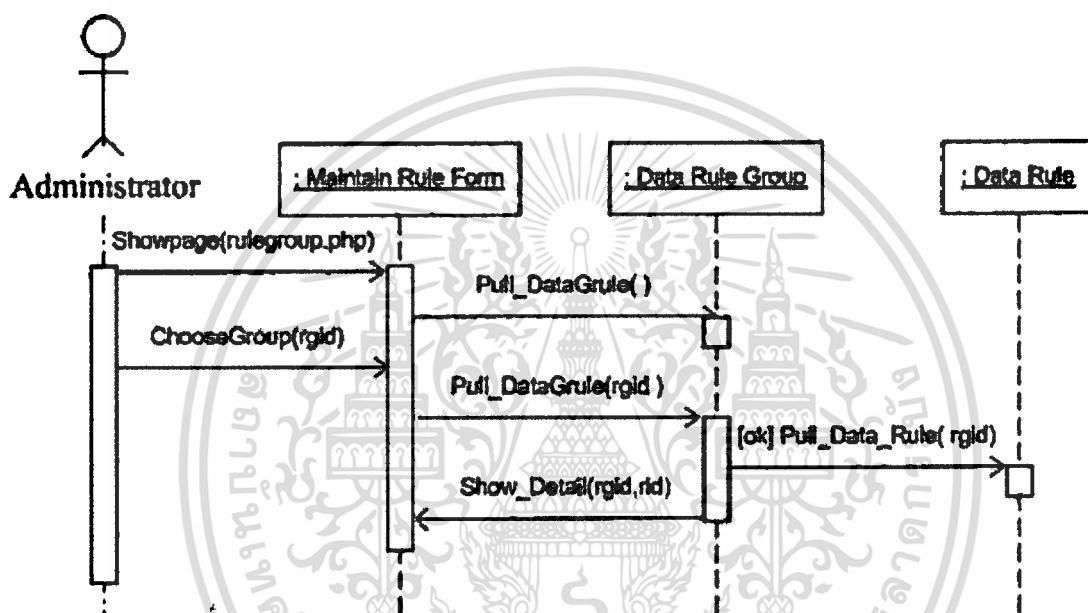 Administrator
: Maintain Rule Form
: Data Rule Group
: Data Rule
Showpage(rulegroup.php)
Pull_DataGrule( )
ChooseGroup(rgid)
Pull_DataGrule(rgid )
[ok] Pull_Data_Rule( rgid)
Show_Detail(rgid,rid)